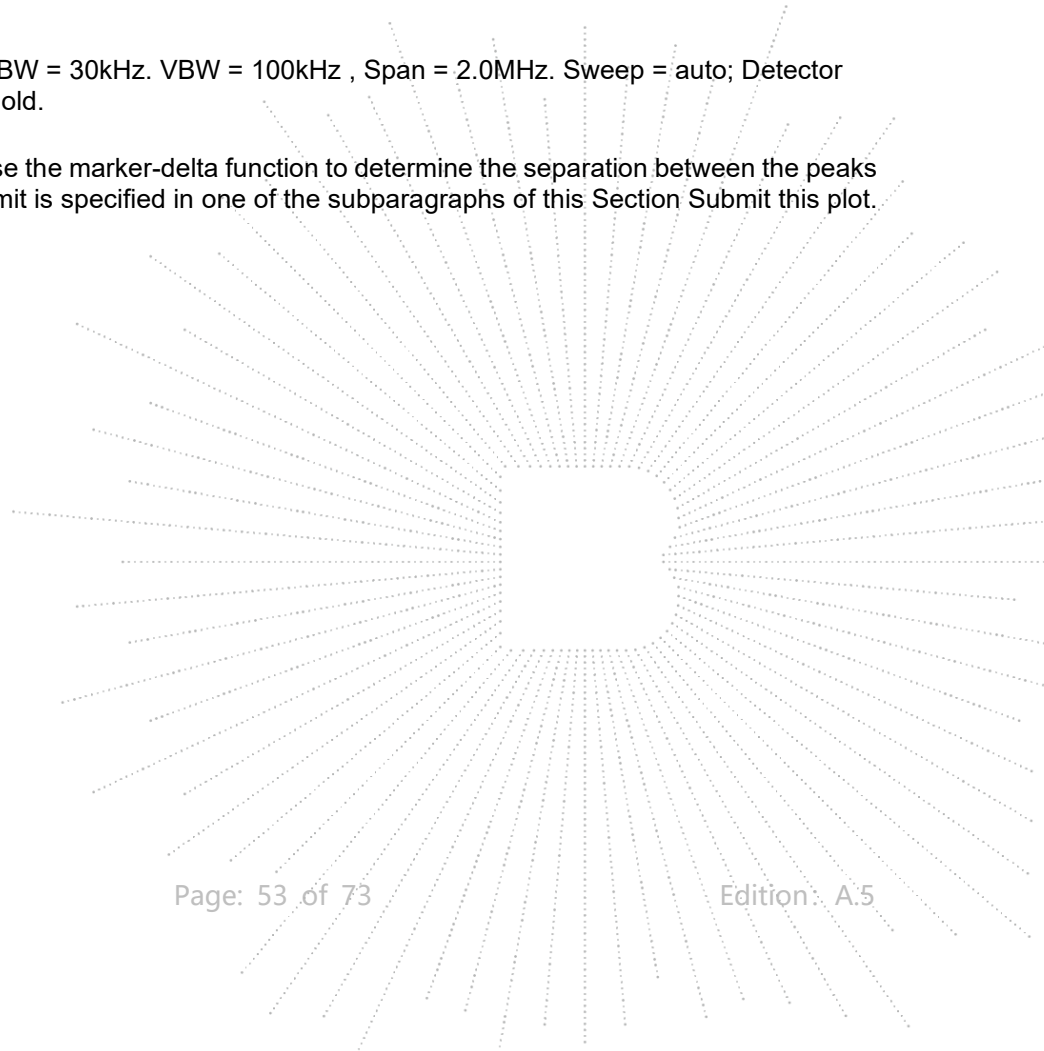 BW = 30kHz. VBW = 100kHz , Span = 2.0MHz. Sweep = auto; Detector
old.
se the marker-delta function to determine the separation between the peaks
mit is specified in one of the subparagraphs of this Section Submit this plot.
Page: 53 of 73 Edition: A.5